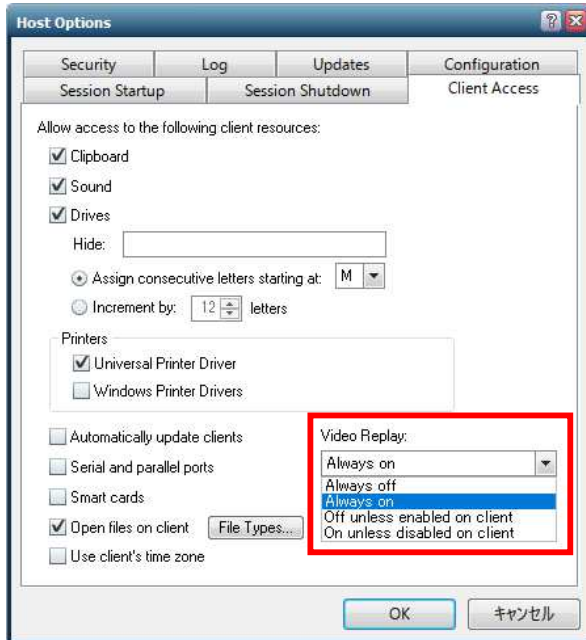 Host Options
Security Log Updates Configuration
Session Startup Session Shutdown Client Access
Allow access to the following client resources:
Clipboard
Sound
Drives
Hide:
Assign consecutive letters starting at: M
Increment by: 12 letters
Printers
Universal Printer Driver
Windows Printer Drivers
Automatically update clients
Serial and parallel ports
Smart cards
Open files on client File Types...
Use client's time zone
Video Replay:
Always on
Always off
Always on
Off unless enabled on client
On unless disabled on client
OK キャンセル